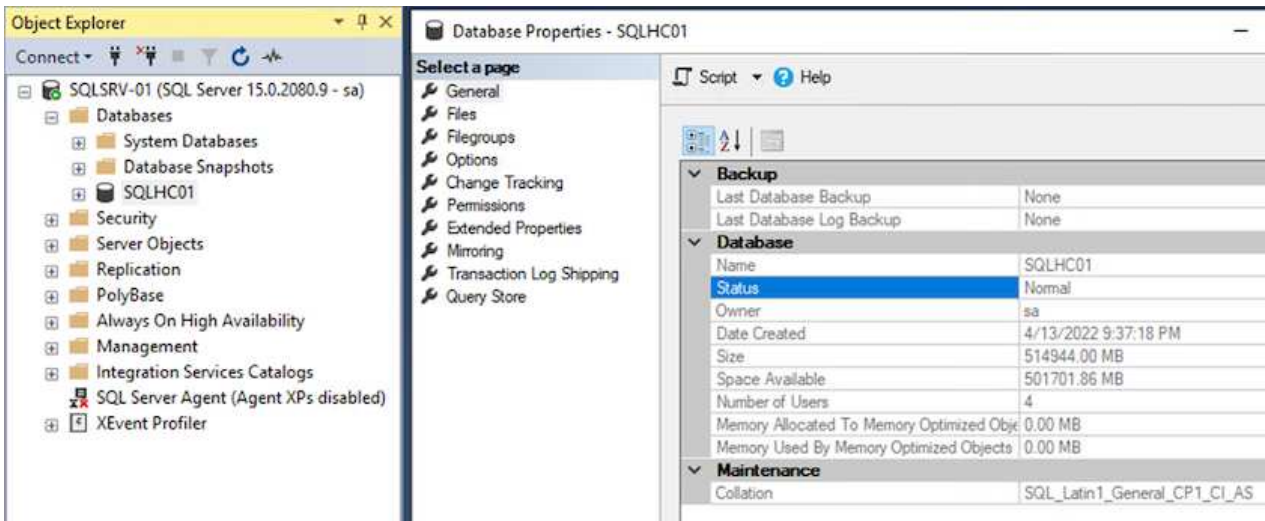 Object Explorer
Connect
SQLSRV-01 (SQL Server 15.0.2080.9 - sa)
Databases
System Databases
Database Snapshots
SQLHC01
Security
Server Objects
Replication
PolyBase
Always On High Availability
Management
Integration Services Catalogs
SQL Server Agent (Agent XPs disabled)
XEvent Profiler
Database Properties - SQLHC01
Select a page
General
Files
Filegroups
Options
Change Tracking
Permissions
Extended Properties
Mirroring
Transaction Log Shipping
Query Store
Script Help
Backup
Last Database Backup None
Last Database Log Backup None
Database
Name SQLHC01
Status Normal
Owner sa
Date Created 4/13/2022 9:37:18 PM
Size 514944.00 MB
Space Available 501701.86 MB
Number of Users 4
Memory Allocated To Memory Optimized Obje 0.00 MB
Memory Used By Memory Optimized Objects 0.00 MB
Maintenance
Collation SQL_Latin1_General_CP1_CI_AS